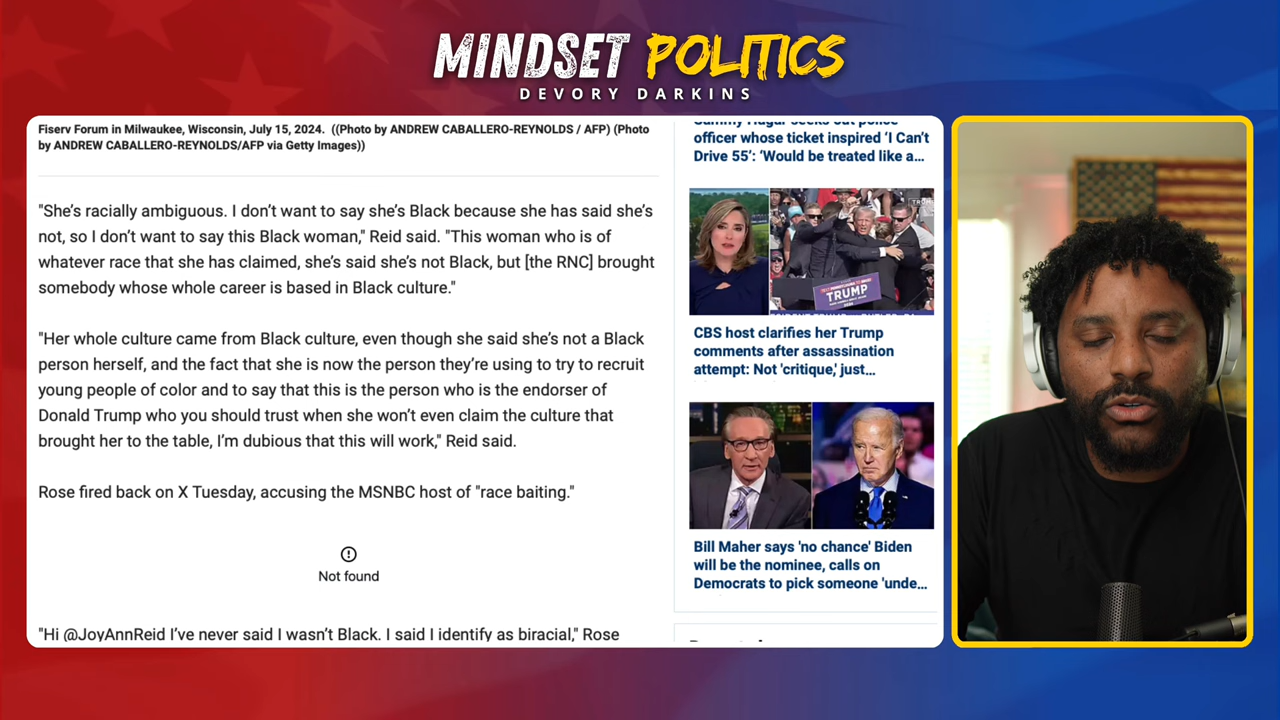 MINDSET POLITICS
DEVORY DARKINS
Fiserv Forum in Milwaukee, Wisconsin, July 15, 2024.  ((Photo by ANDREW CABALLERO-REYNOLDS / AFP) (Photo
by ANDREW CABALLERO-REYNOLDS/AFP via Getty Images))
"She's racially ambiguous. I don't want to say she's Black because she has said she's
not, so I don't want to say this Black woman," Reid said. "This woman who is of
whatever race that she has claimed, she's said she's not Black, but [the RNC] brought
somebody whose whole career is based in Black culture."
"Her whole culture came from Black culture, even though she said she's not a Black
person herself, and the fact that she is now the person they're using to try to recruit
young people of color and to say that this is the person who is the endorser of
Donald Trump who you should trust when she won't even claim the culture that
brought her to the table, I'm dubious that this will work," Reid said.
Rose fired back on X Tuesday, accusing the MSNBC host of "race baiting."
Not found
"Hi @JoyAnnReid I've never said I wasn't Black. I said I identify as biracial," Rose
Sammy Hagar seeks out police
officer whose ticket inspired 'I Can't
Drive 55': 'Would be treated like a...
TRUMP
CBS host clarifies her Trump
comments after assassination
attempt: Not 'critique,' just...
Bill Maher says 'no chance' Biden
will be the nominee, calls on
Democrats to pick someone 'unde...